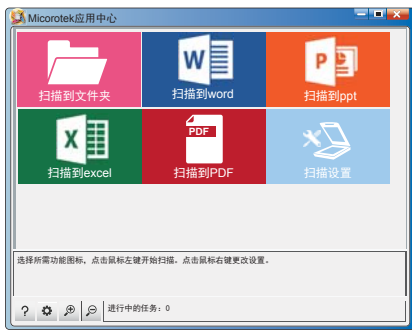 Micorotek应用中心
扫描到文件夹
W
扫描到word
P
扫描到ppt
X
扫描到excel
PDF
扫描到PDF
扫描设置
选择所需功能图标，点击鼠标左键开始扫描。点击鼠标右键更改设置。
? 进行中的任务：0